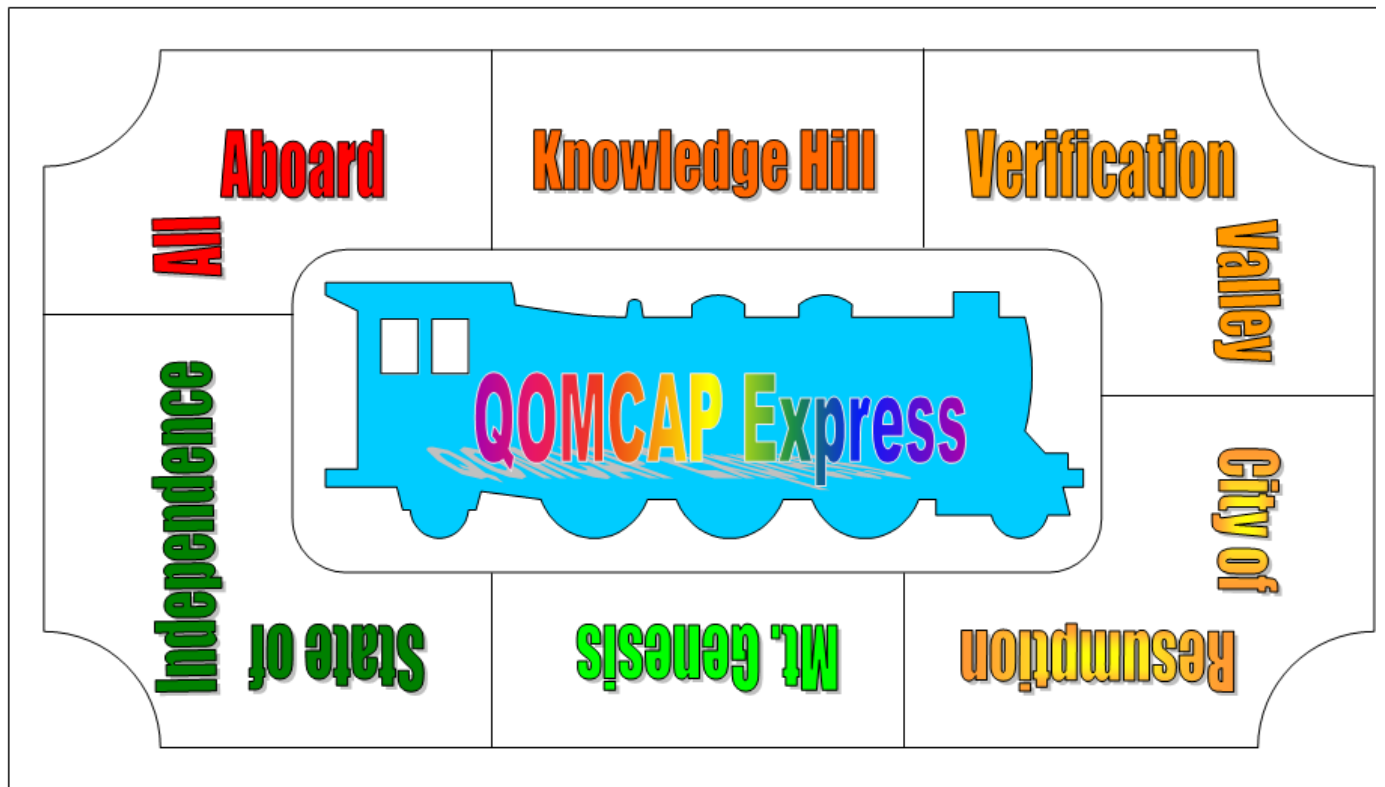 All
Aboard
Knowledge Hill
Verification
Valley
City of
Resumption
Mt. Genesis
State of
Independence
QOMCAP Express